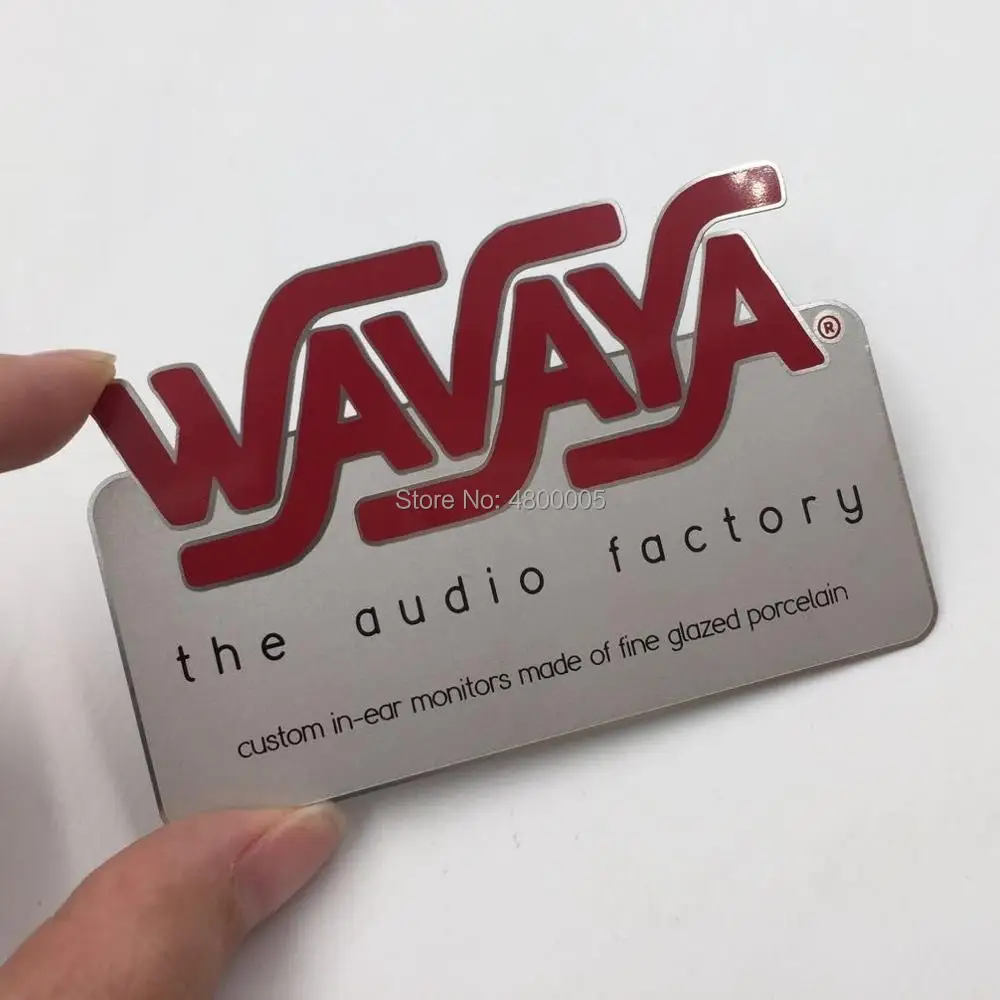 WAVAYA®
Store No: 4800005
the audio factory
custom in-ear monitors made of fine glazed porcelain